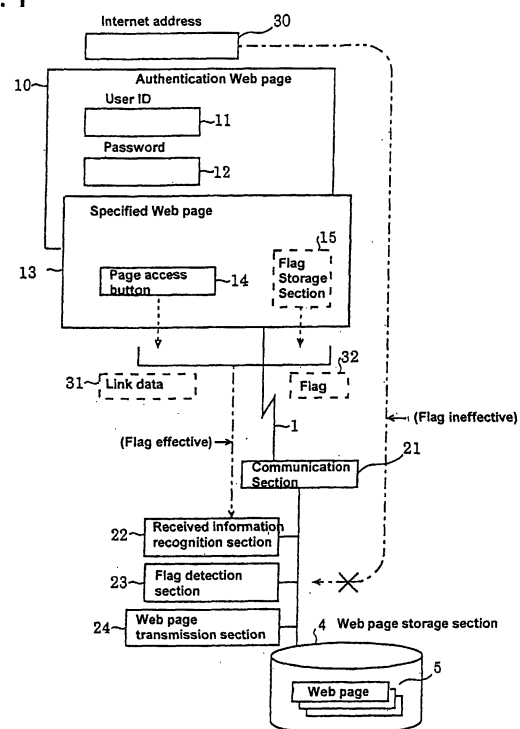 Internet address
30
Authentication Web page
10
User ID
11
Password
12
Specified Web page
15
Flag
Storage
Section
13
Page access
button
14
32
31
Link data
Flag
(Flag ineffective)
1
(Flag effective)
21
Communication
Section
Received information
recognition section
22
Flag detection
section
23
Web page
transmission section
24
4
Web page storage section
5
Web page